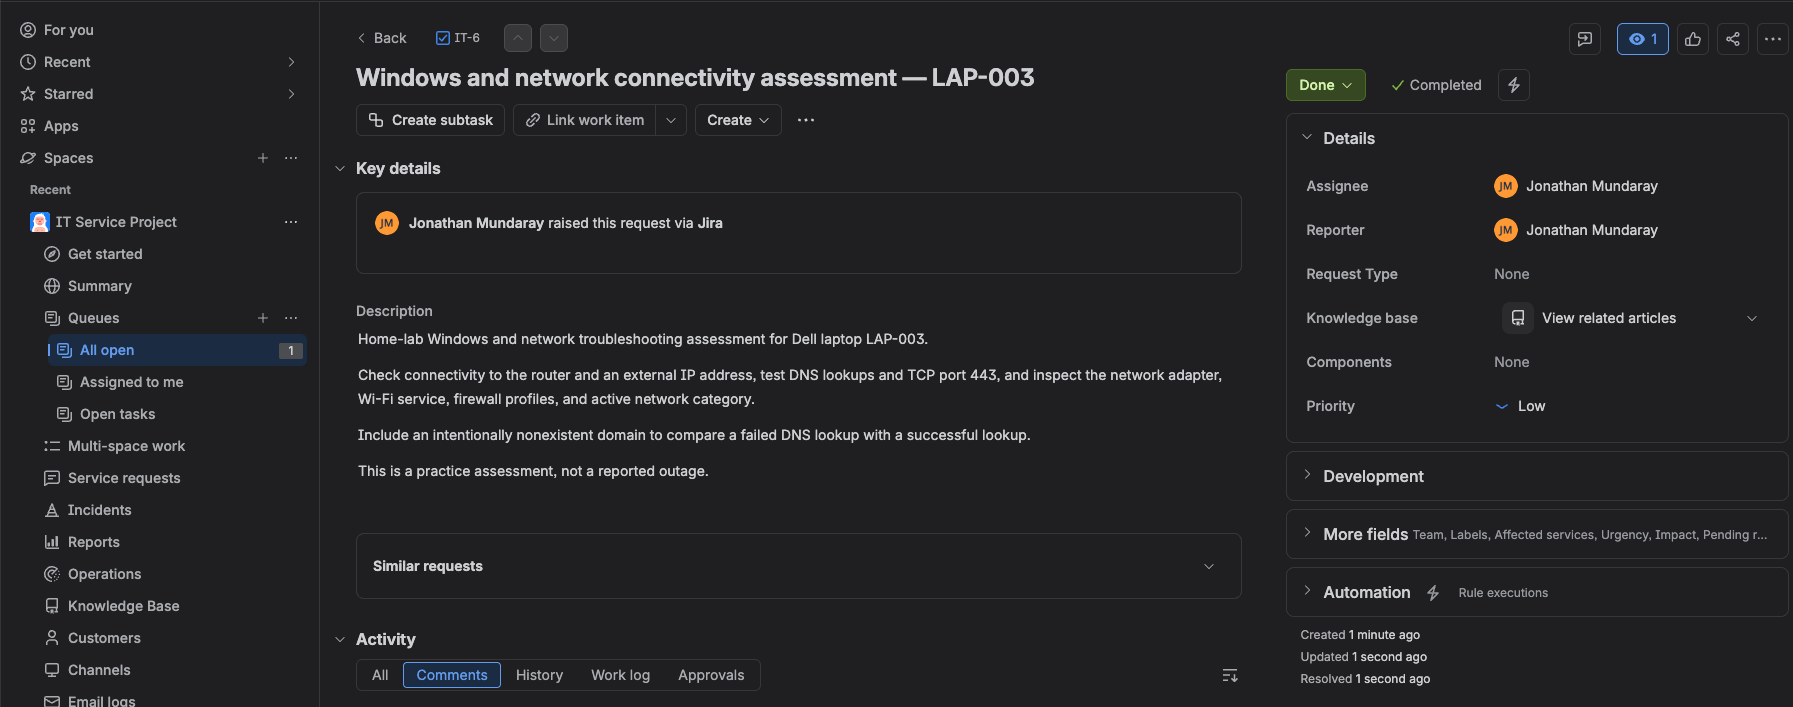 For you
Recent
Starred
Apps
Spaces
Recent
IT Service Project
Get started
Summary
Queues
All open 1
Assigned to me
Open tasks
Multi-space work
Service requests
Incidents
Reports
Operations
Knowledge Base
Customers
Channels
Email logs
Back IT-6
Windows and network connectivity assessment — LAP-003
Create subtask Link work item Create
Key details
JM Jonathan Mundaray raised this request via Jira
Description
Home-lab Windows and network troubleshooting assessment for Dell laptop LAP-003.
Check connectivity to the router and an external IP address, test DNS lookups and TCP port 443, and inspect the network adapter,
Wi-Fi service, firewall profiles, and active network category.
Include an intentionally nonexistent domain to compare a failed DNS lookup with a successful lookup.
This is a practice assessment, not a reported outage.
Similar requests
Activity
All Comments History Work log Approvals
1
Done Completed
Details
Assignee JM Jonathan Mundaray
Reporter JM Jonathan Mundaray
Request Type None
Knowledge base View related articles
Components None
Priority Low
Development
More fields Team, Labels, Affected services, Urgency, Impact, Pending r...
Automation Rule executions
Created 1 minute ago
Updated 1 second ago
Resolved 1 second ago